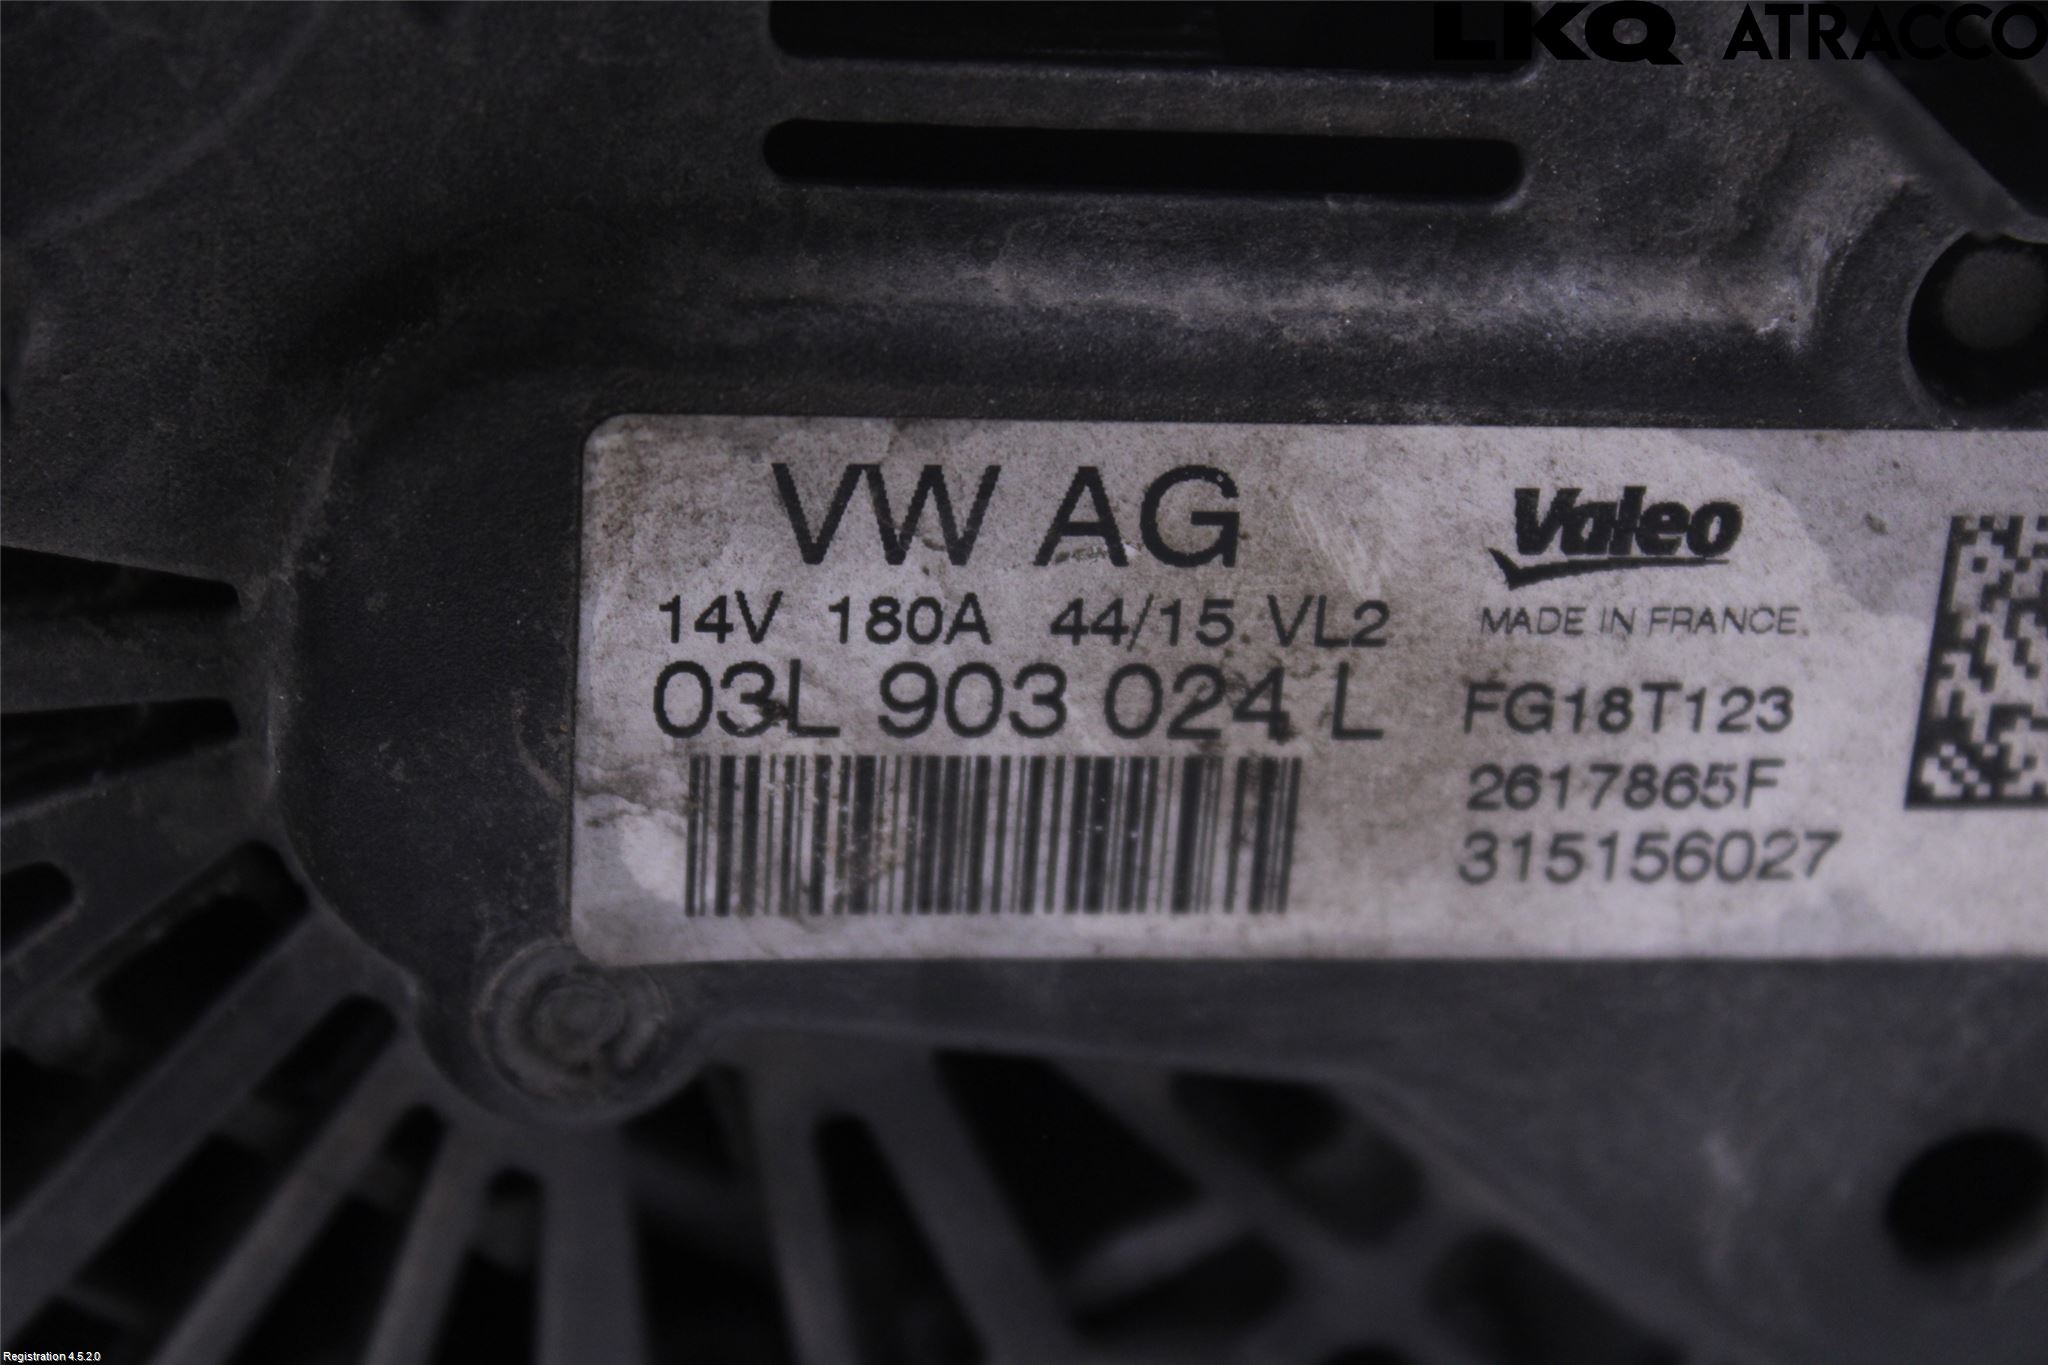 LKQ ATRACCO
VW AG
14V 180A 44/15 VL2
03L 903 024 L
Valeo
MADE IN FRANCE
FG18T123
2617865F
315156027
Registration 4.5.2.0